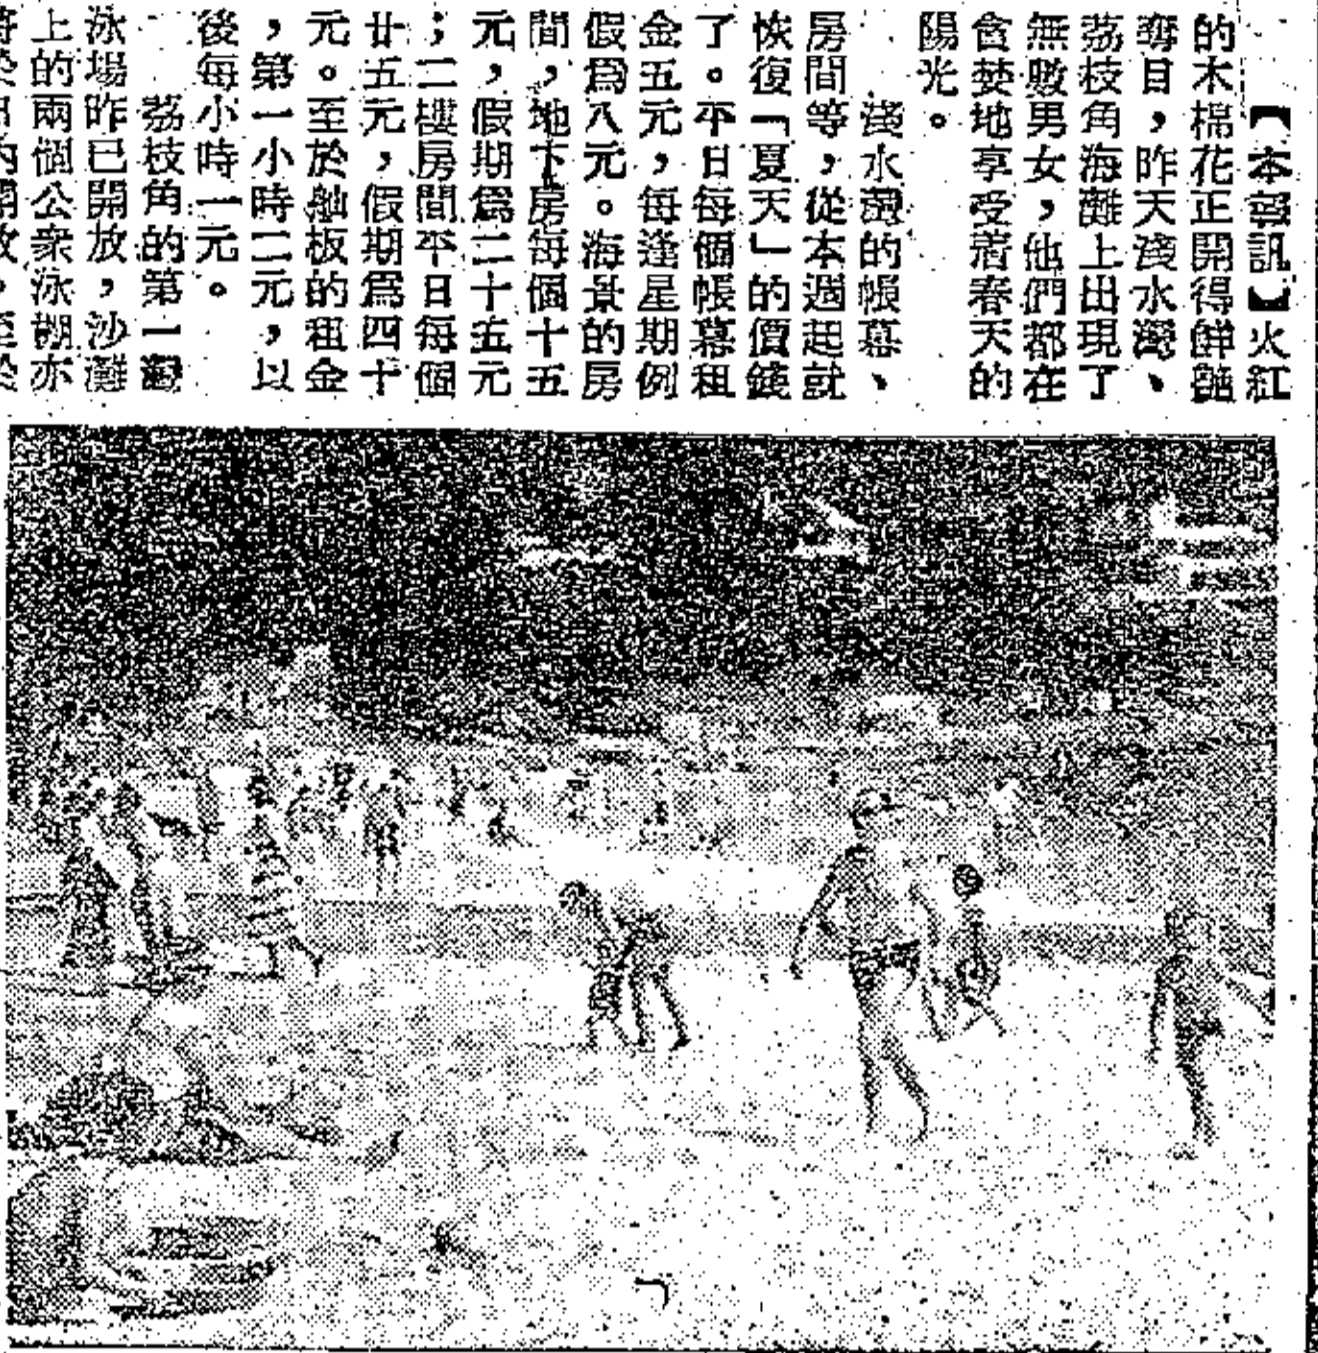 【本報訊】火紅
的木棉花正開得鮮豔
奪目，昨天淺水灣、
荔枝角海灘上出現了
無數男女，他們都在
貪婪地享受着春天的
陽光。
淺水灣的帳幕、
房間等，從本週起就
恢復「夏天」的價錢
了。平日每個帳幕租
金五元，每逢星期例
假爲八元。海景的房
間，地下房每個十五
元，假期爲二十五元
；二樓房間平日每個
廿五元，假期爲四十
元。至於舢板的租金
，第一小時二元，以
後每小時一元。
荔枝角的第一灣
泳場昨已開放，沙灘
上的兩個公衆泳棚亦